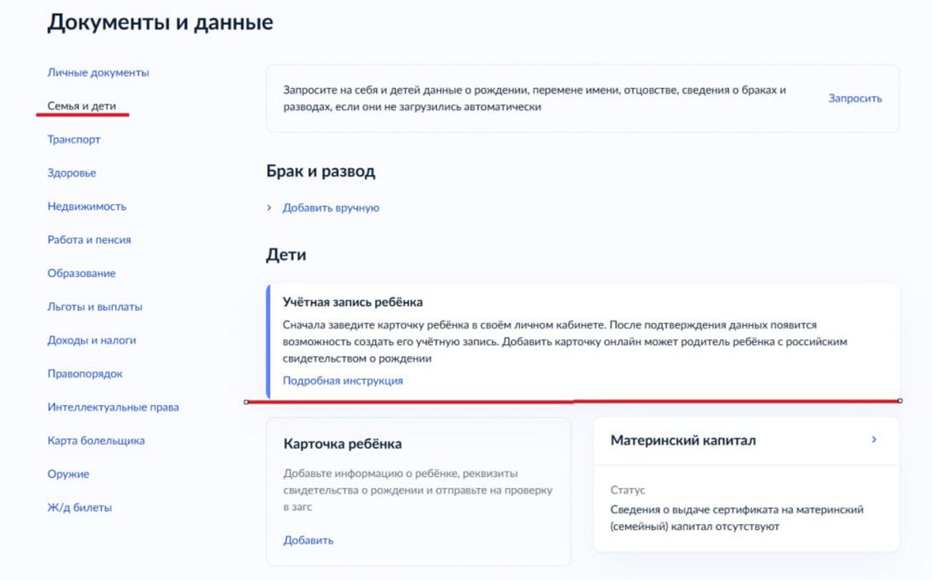 Документы и данные
Личные документы
Семья и дети
Транспорт
Здоровье
Недвижимость
Работа и пенсия
Образование
Льготы и выплаты
Доходы и налоги
Правопорядок
Интеллектуальные права
Карта болельщика
Оружие
Ж/д билеты
Запросите на себя и детей данные о рождении, перемене имени, отцовстве, сведения о браках и
разводах, если они не загрузились автоматически
Запросить
Брак и развод
Добавить вручную
Дети
Учётная запись ребёнка
Сначала заведите карточку ребёнка в своём личном кабинете. После подтверждения данных появится
возможность создать его учётную запись. Добавить карточку онлайн может родитель ребёнка с российским
свидетельством о рождении
Подробная инструкция
Карточка ребёнка
Добавьте информацию о ребёнке, реквизиты
свидетельства о рождении и отправьте на проверку
в загс
Добавить
Материнский капитал
Статус
Сведения о выдаче сертификата на материнский
(семейный) капитал отсутствуют